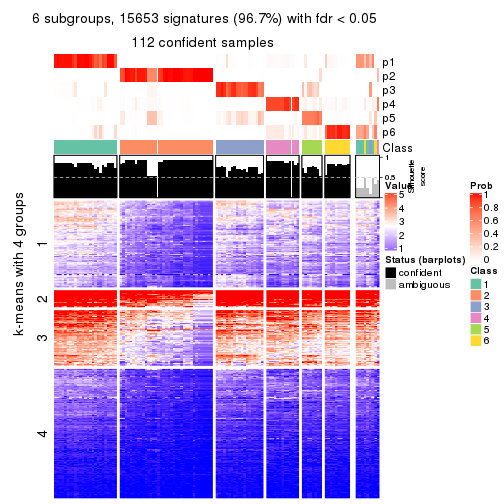 6 subgroups, 15653 signatures (96.7%) with fdr < 0.05
112 confident samples
p1
p2
p3
p4
p5
p6
Class
1
0.5
Silhouette
score
k-means with 4 groups
1
2
3
4
Value
5
4
3
2
1
Status (barplots)
confident
ambiguous
Prob
1
0.8
0.6
0.4
0.2
0
Class
1
2
3
4
5
6